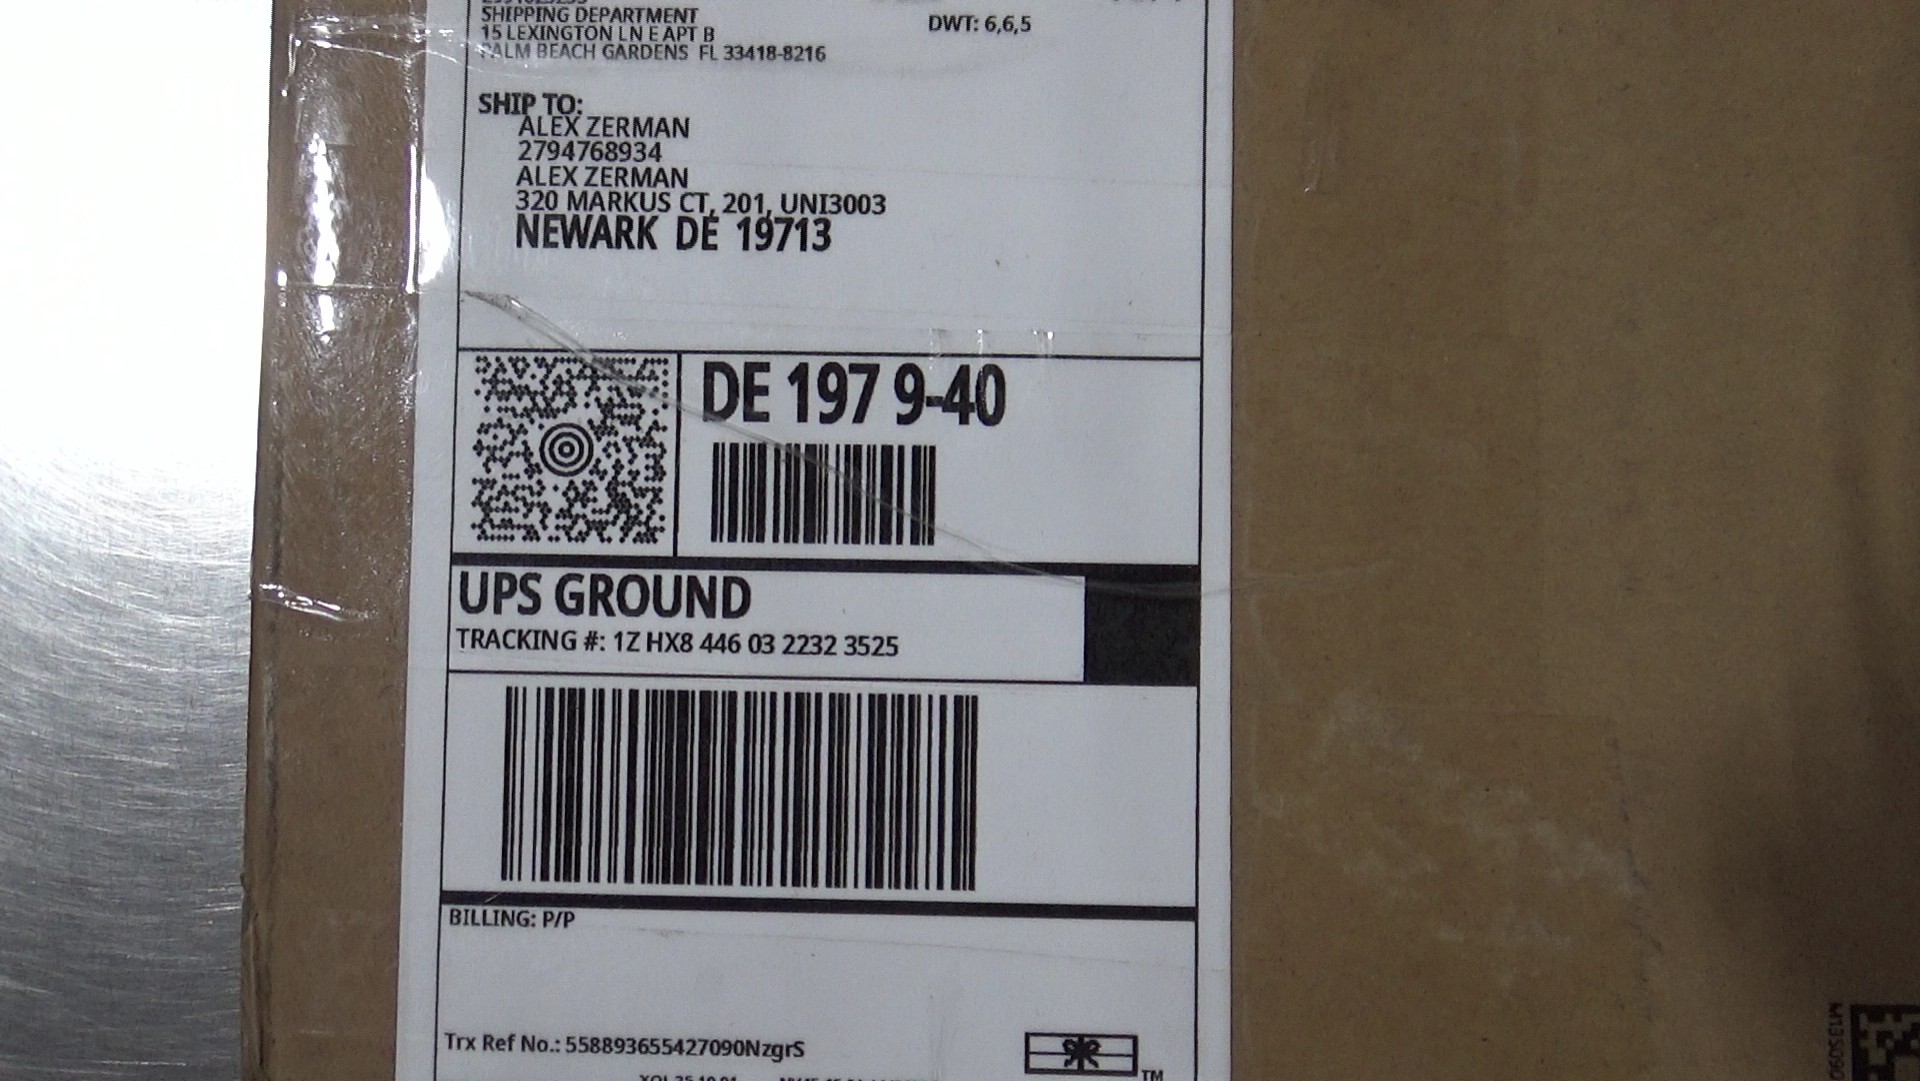 SHIPPING DEPARTMENT
15 LEXINGTON LN E APT B
PALM BEACH GARDENS FL 33418-8216
DWT: 6,6,5
SHIP TO:
ALEX ZERMAN
2794768934
ALEX ZERMAN
320 MARKUS CT, 201, UNI3003
NEWARK DE 19713
DE 197 9-40
UPS GROUND
TRACKING #: 1Z HX8 446 03 2232 3525
BILLING: P/P
Trx Ref No.: 558893655427090NzgrS
TM